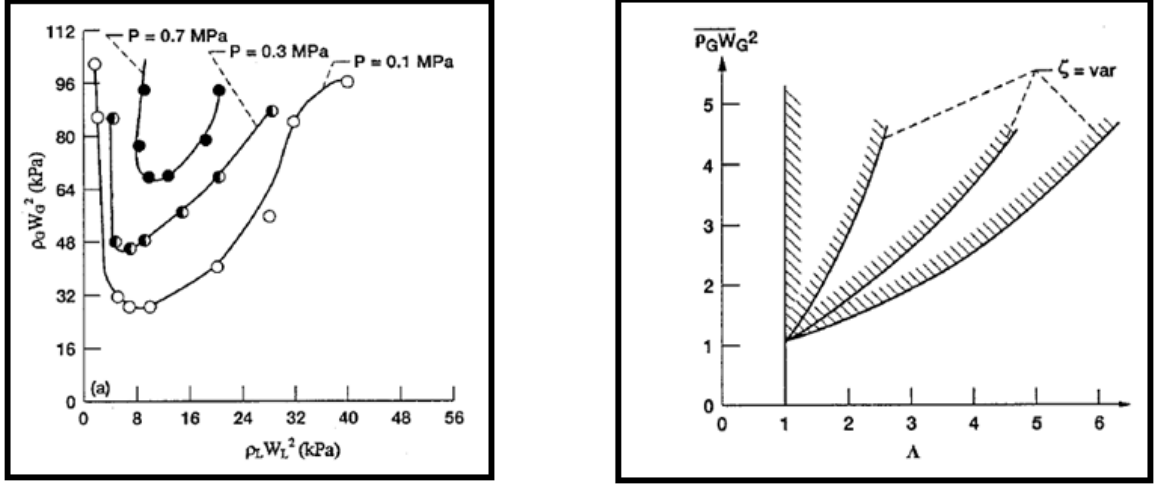 112
96
80
64
48
32
16
0
ρGWG² (kPa)
P = 0.7 MPa
P = 0.3 MPa
P = 0.1 MPa
(a)
0 8 16 24 32 40 48 56
ρLWL² (kPa)
ρGWG2
ζ = var
5
4
3
2
1
0
0 1 2 3 4 5 6
Λ